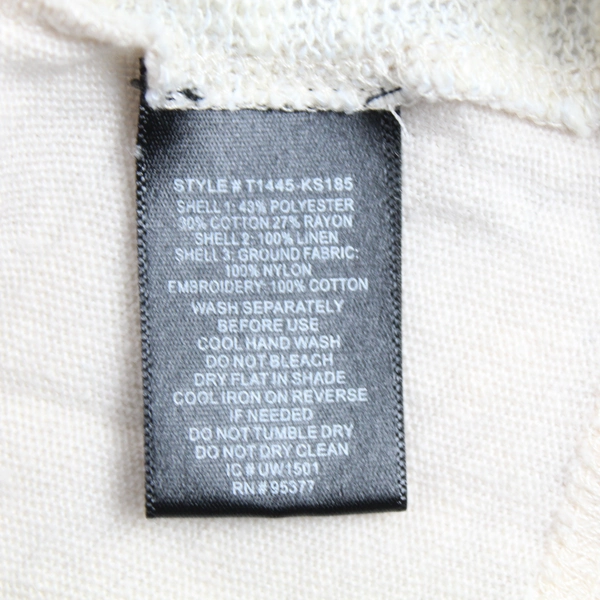 STYLE # T1445-KS185
SHELL 1: 43% POLYESTER
30% COTTON 27% RAYON
SHELL 2: 100% LINEN
SHELL 3: GROUND FABRIC:
100% NYLON
EMBROIDERY: 100% COTTON
WASH SEPARATELY
BEFORE USE
COOL HAND WASH
DO NOT BLEACH
DRY FLAT IN SHADE
COOL IRON ON REVERSE
IF NEEDED
DO NOT TUMBLE DRY
DO NOT DRY CLEAN
IC # UW1501
RN # 95377